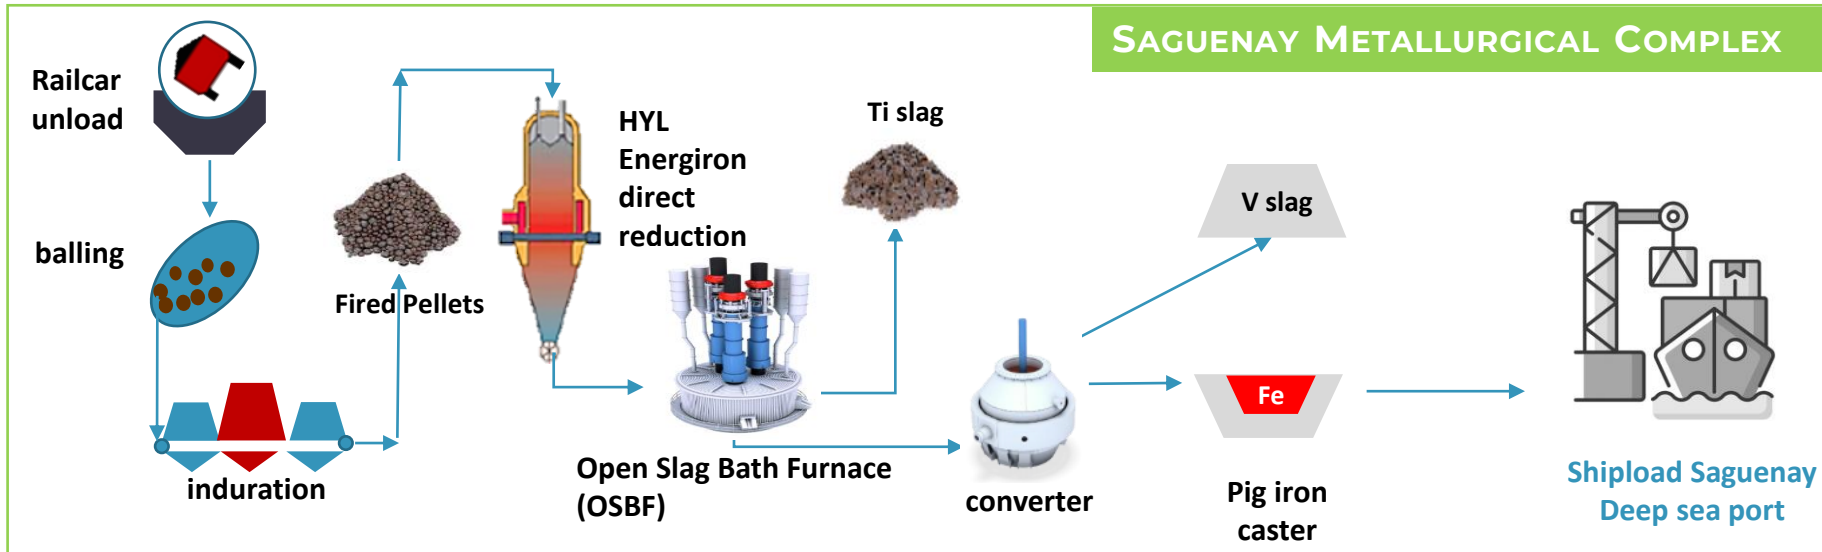 SAGUENAY METALLURGICAL COMPLEX
Railcar
unload
balling
induration
Fired Pellets
HYL
Energiron
direct
reduction
Ti slag
Open Slag Bath Furnace
(OSBF)
converter
V slag
Fe
Pig iron
caster
Shipload Saguenay
Deep sea port